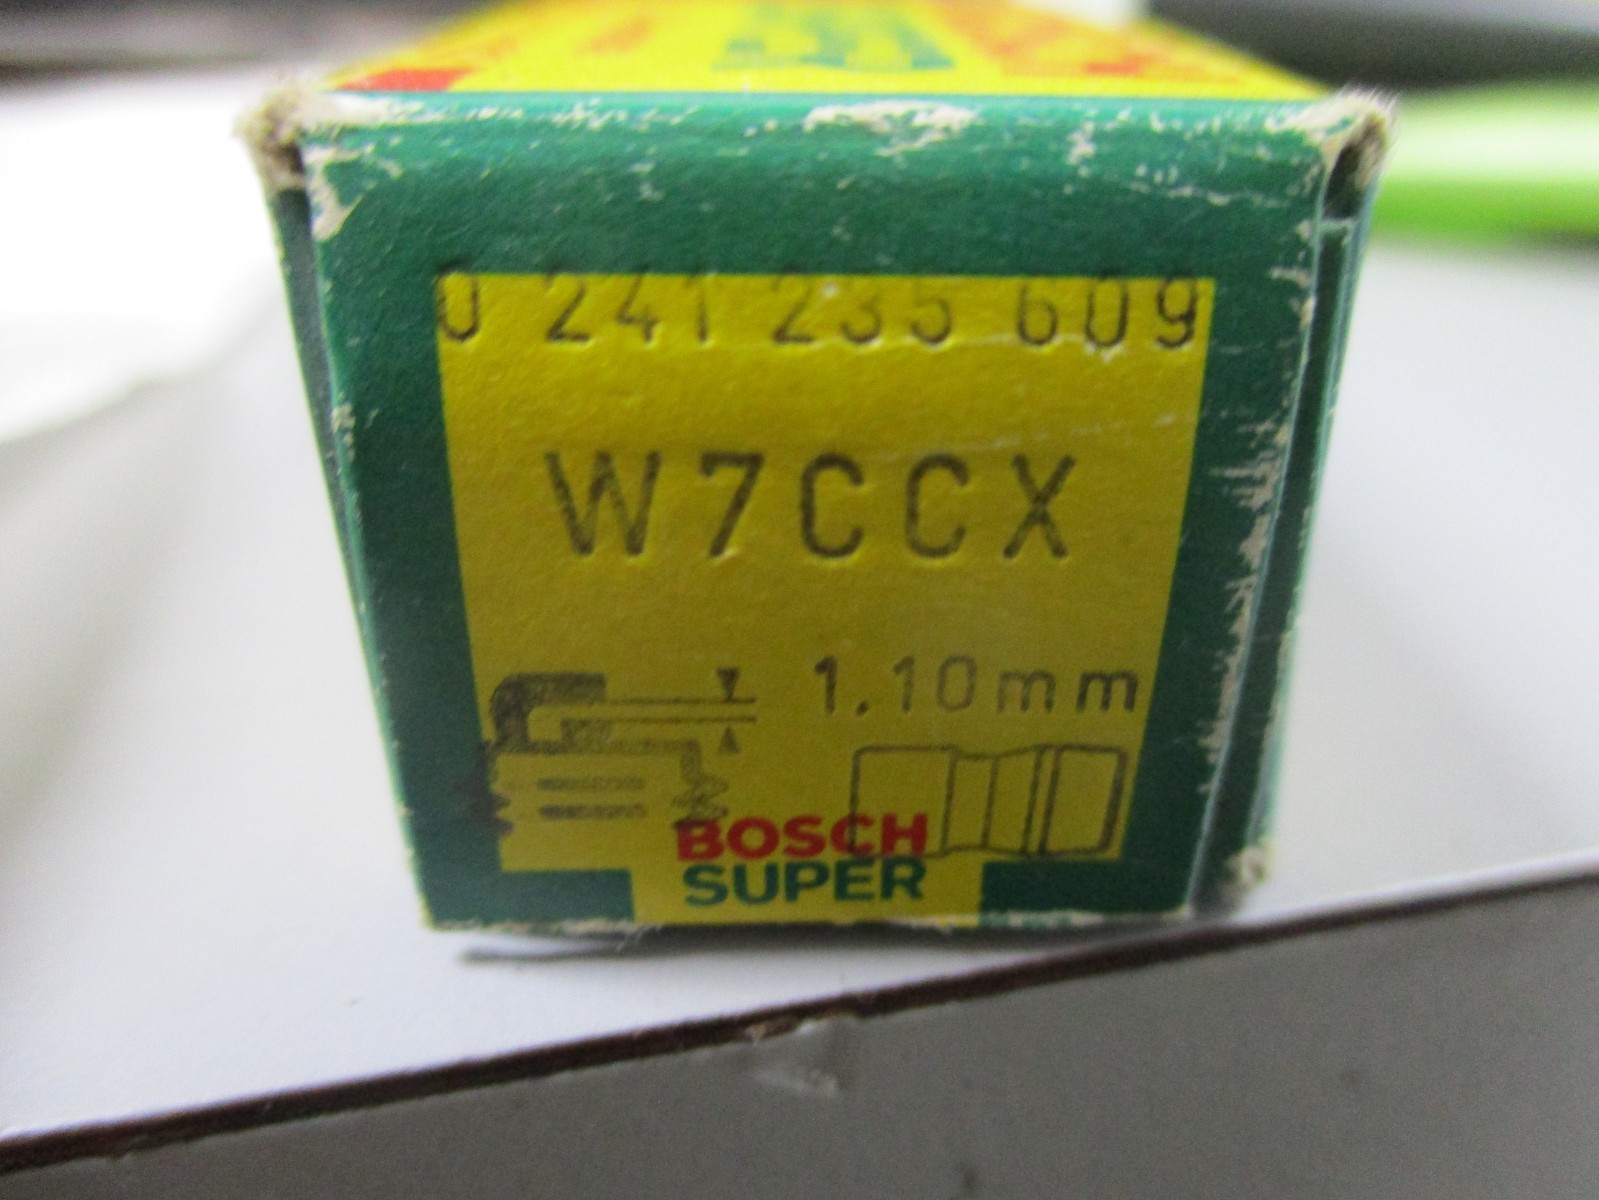 0 241 235 609
W7CCX
1.10mm
BOSCH
SUPER